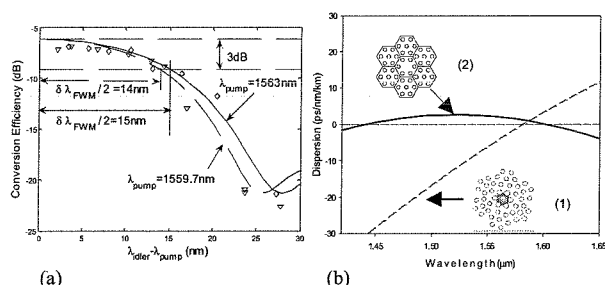 (a)
Conversion Efficiency (dB)
-5
-10
-15
-20
-25
3dB
δ λFWM / 2 =14nm
δ λFWM / 2 =15nm
λpump=1563nm
λpump=1559.7nm
0 5 10 15 20 25 30
λidler-λpump (nm)
(b)
Dispersion (ps/nm/km)
30
20
10
0
-10
-20
-30
(2)
(1)
1,45 1,50 1,55 1,60 1,65
Wavelength(μm)